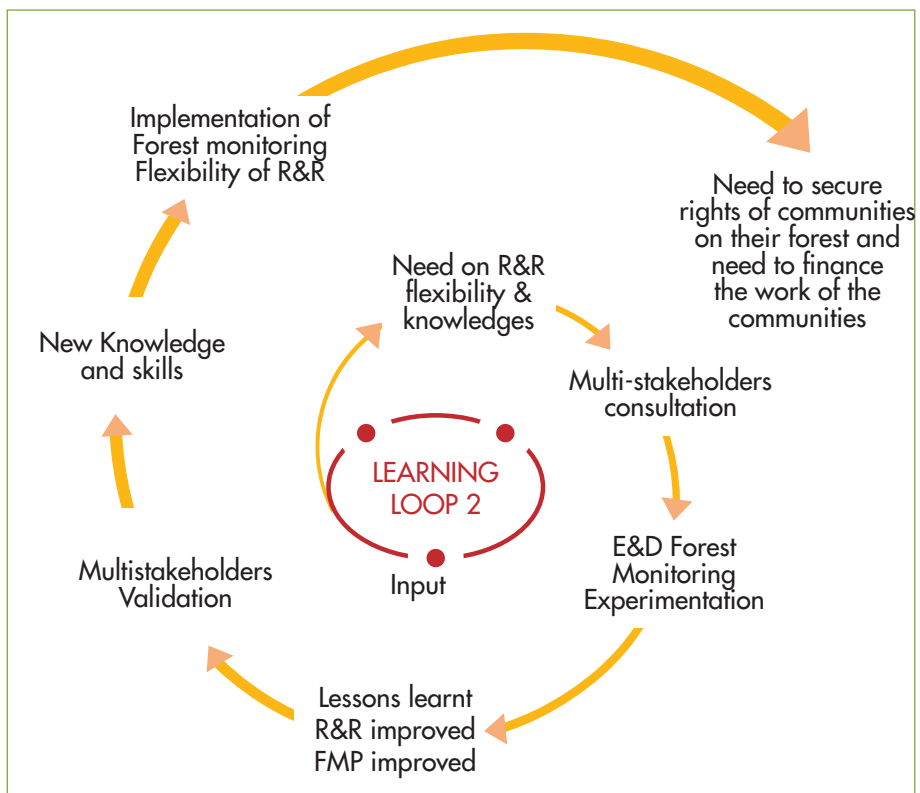 Implementation of
Forest monitoring
Flexibility of R&R
Need to secure
rights of communities
on their forest and
need to finance
the work of the
communities
Need on R&R
flexibility &
knowledges
New Knowledge
and skills
Multi-stakeholders
consultation
LEARNING
LOOP 2
E&D Forest
Monitoring
Experimentation
Multistakeholders
Validation
Input
Lessons learnt
R&R improved
FMP improved